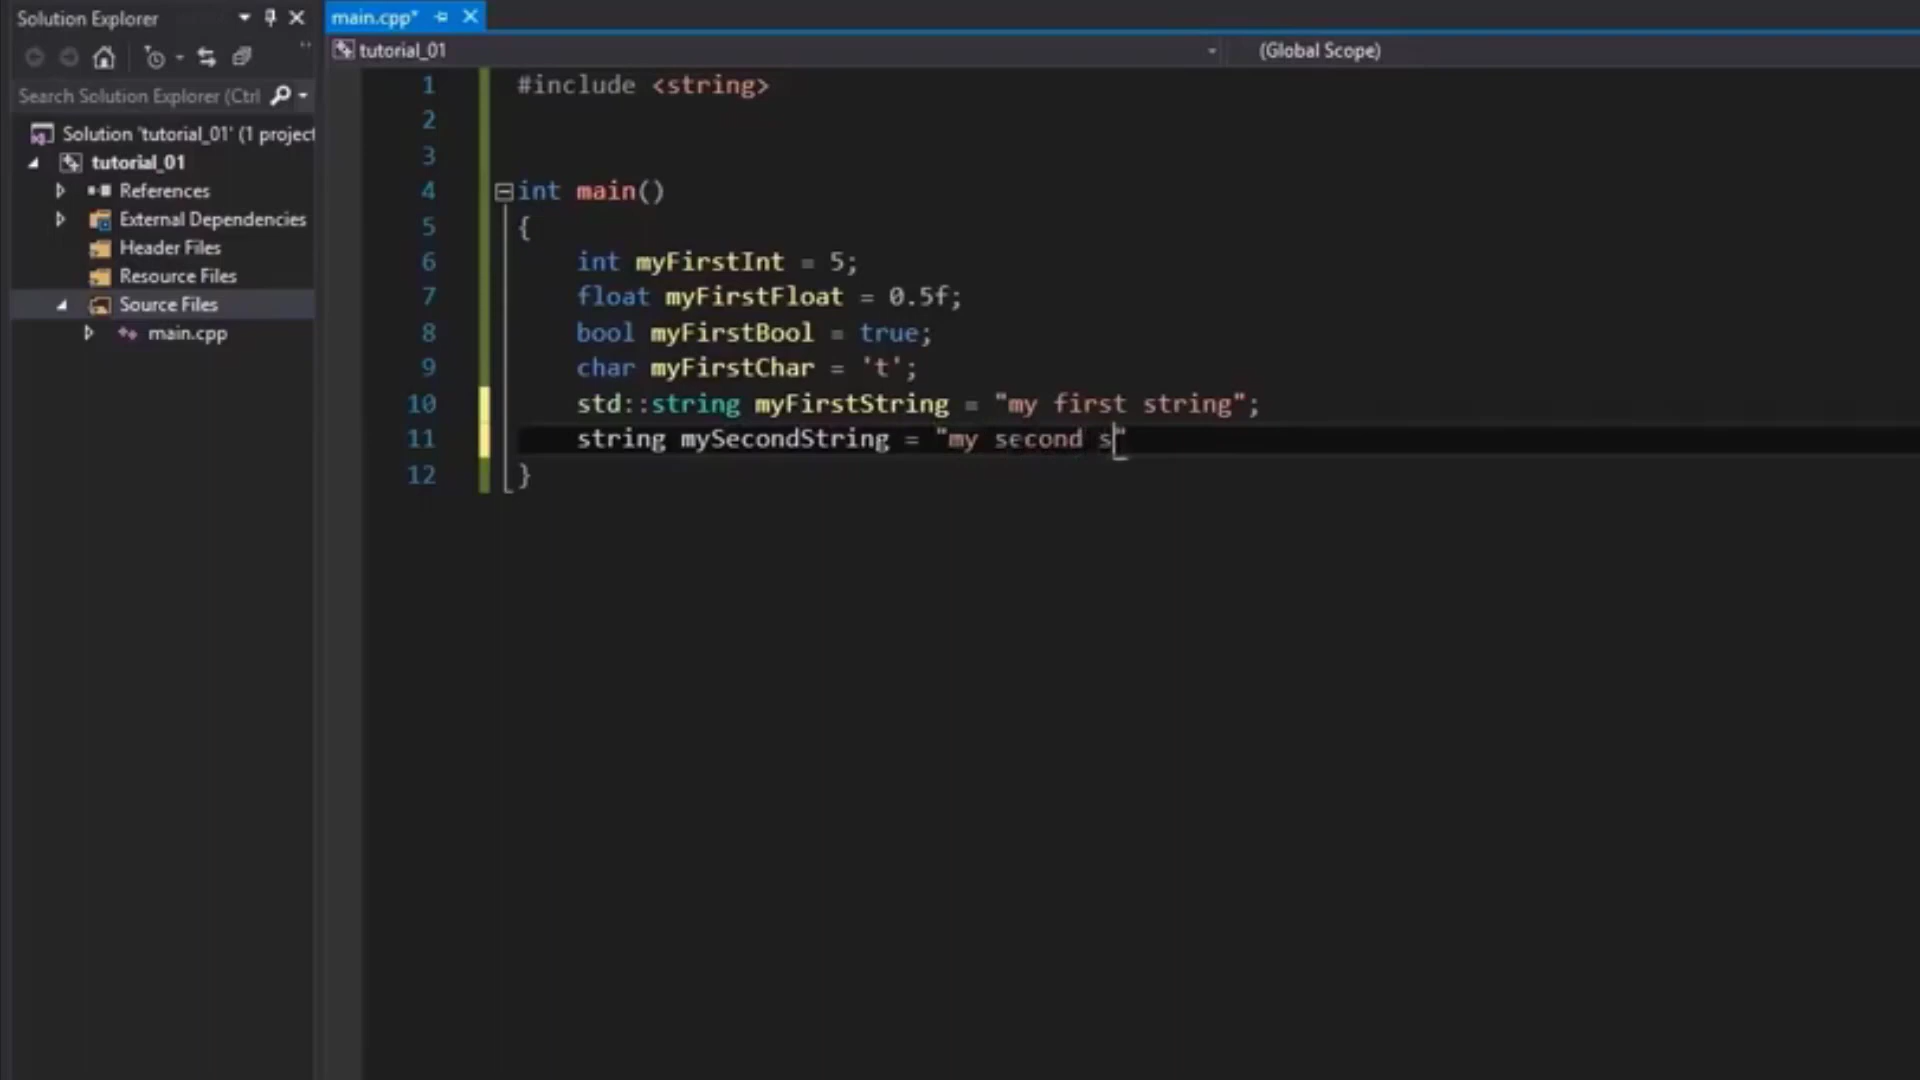 Solution Explorer
Search Solution Explorer (Ctrl
Solution 'tutorial_01' (1 project
tutorial_01
References
External Dependencies
Header Files
Resource Files
Source Files
main.cpp
main.cpp*
tutorial_01
(Global Scope)
1 #include <string>
2
3
4 int main()
5 {
6 int myFirstInt = 5;
7 float myFirstFloat = 0.5f;
8 bool myFirstBool = true;
9 char myFirstChar = 't';
10 std::string myFirstString = "my first string";
11 string mySecondString = "my second s"
12 }